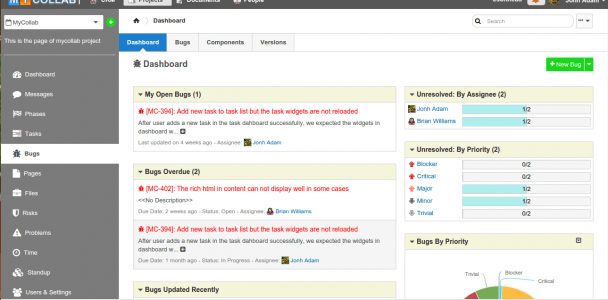 MyCollab
This is the page of mycollab project
Dashboard
Messages
Phases
Tasks
Bugs
Pages
Files
Risks
Problems
Time
Standup
Users & Settings
Projects
People
John Adam
Dashboard
Search
Dashboard Bugs Components Versions
Dashboard
+New Bug
My Open Bugs (1)
[MC-394]: Add new task to task list but the task widgets are not reloaded
After user adds a new task in the task dahboard successfully, we expected the widgets in
dashboard w...
Last updated on 4 weeks ago - Assignee: Jonh Adam
Bugs Overdue (2)
[MC-402]: The rich html in content can not display well in some cases
<<No Description>>
Due Date: 2 weeks ago - Status: Open - Assignee: Brian Williams
[MC-394]: Add new task to task list but the task widgets are not reloaded
After user adds a new task in the task dahboard successfully, we expected the widgets in
dashboard w...
Due Date: 1 month ago - Status: In Progress - Assignee: Jonh Adam
Bugs Updated Recently
Unresolved: By Assignee (2)
Jonh Adam 1/2
Brian Williams 1/2
Unresolved: By Priority (2)
Blocker 0/2
Critical 0/2
Major 1/2
Minor 1/2
Trivial 0/2
Bugs By Priority
Trivial
Blocker
Critical